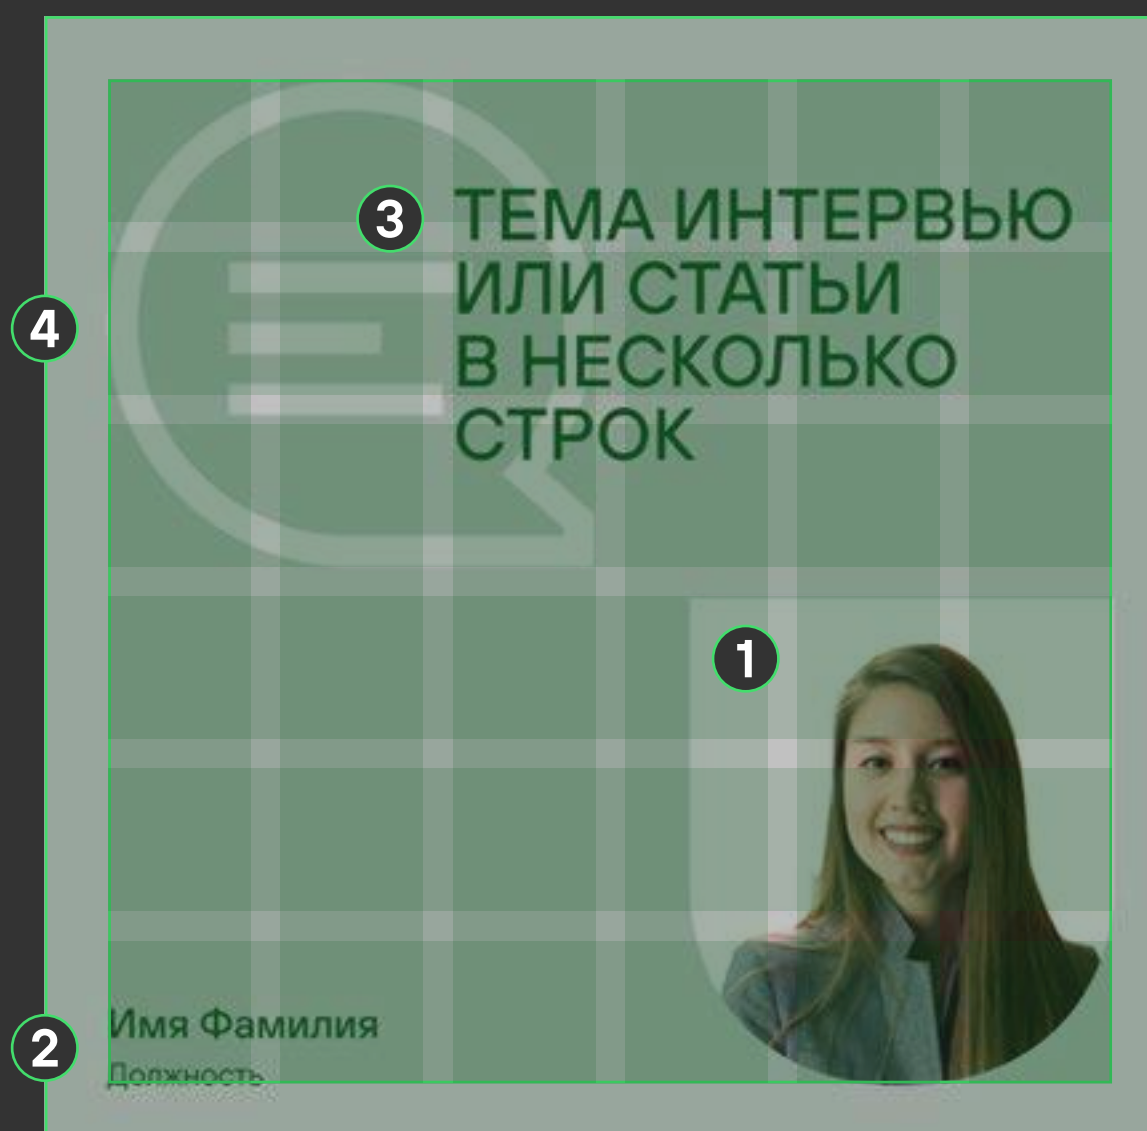 3
ТЕМА ИНТЕРВЬЮ
ИЛИ СТАТЬИ
В НЕСКОЛЬКО
СТРОК
4
1
2
Имя Фамилия
Должность